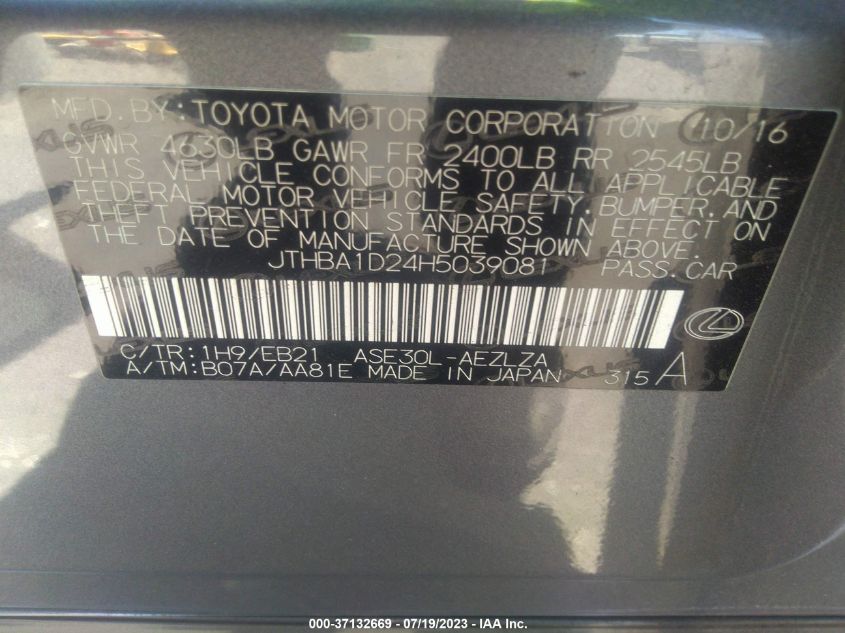 MFD. BY: TOYOTA MOTOR CORPORATION 10/16
GVWR 4630LB GAWR FR 2400LB RR 2545LB
THIS VEHICLE CONFORMS TO ALL APPLICABLE
FEDERAL MOTOR VEHICLE SAFETY, BUMPER, AND
THEFT PREVENTION STANDARDS IN EFFECT ON
THE DATE OF MANUFACTURE SHOWN ABOVE.
JTHBA1D24H5039081 PASS. CAR
C/TR: 1H9/EB21 ASE30L-AEZLZA
A/TM: B07A/AA81E MADE IN JAPAN 315 A
000-37132669 / 07/19/2023 - IAA Inc.